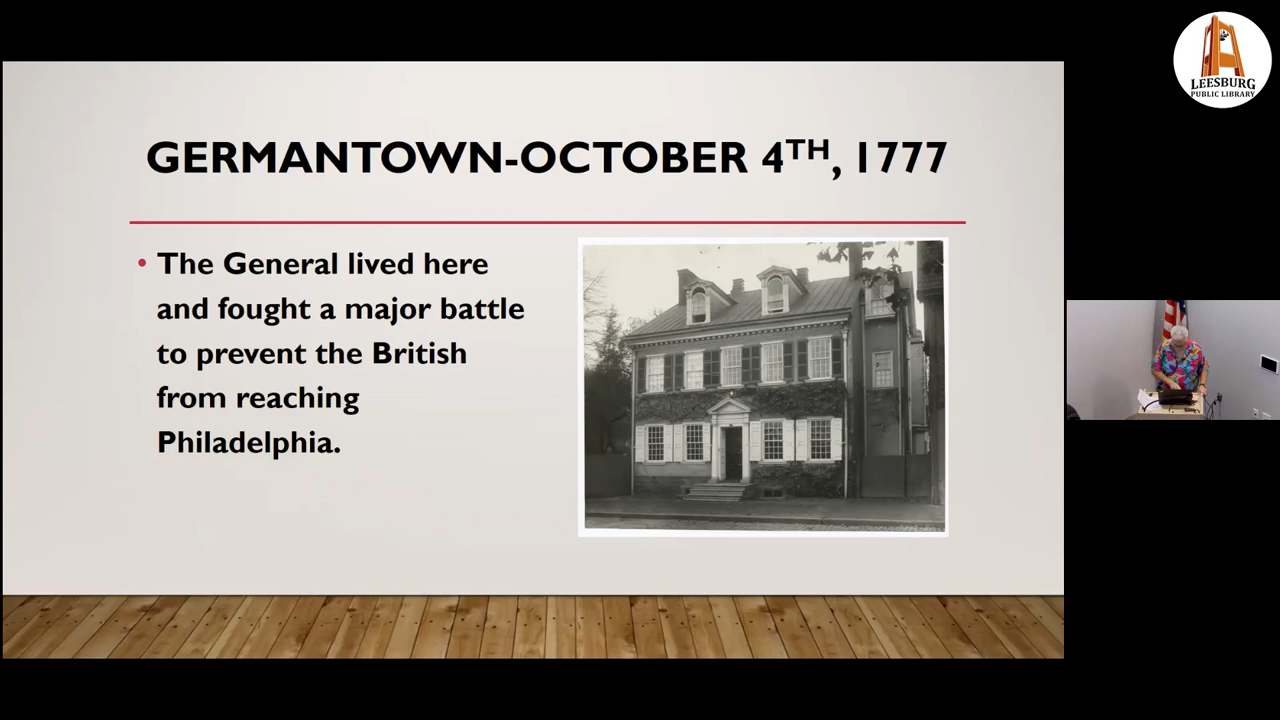 LEESBURG
PUBLIC LIBRARY
GERMANTOWN-OCTOBER 4TH, 1777
• The General lived here
and fought a major battle
to prevent the British
from reaching
Philadelphia.